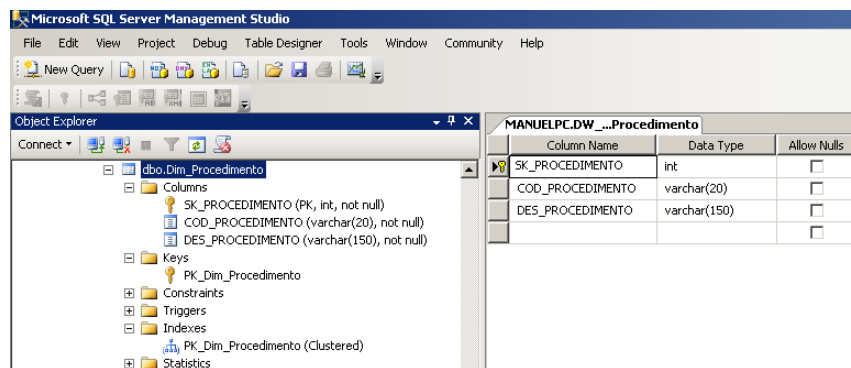 Microsoft SQL Server Management Studio
File Edit View Project Debug Table Designer Tools Window Community Help
New Query
Object Explorer
MANUELPC.DW_...Procedimento
Connect
Column Name Data Type Allow Nulls
dbo.Dim_Procedimento
SK_PROCEDIMENTO int
Columns
COD_PROCEDIMENTO varchar(20)
SK_PROCEDIMENTO (PK, int, not null)
DES_PROCEDIMENTO varchar(150)
COD_PROCEDIMENTO (varchar(20), not null)
DES_PROCEDIMENTO (varchar(150), not null)
Keys
PK_Dim_Procedimento
Constraints
Triggers
Indexes
PK_Dim_Procedimento (Clustered)
Statistics